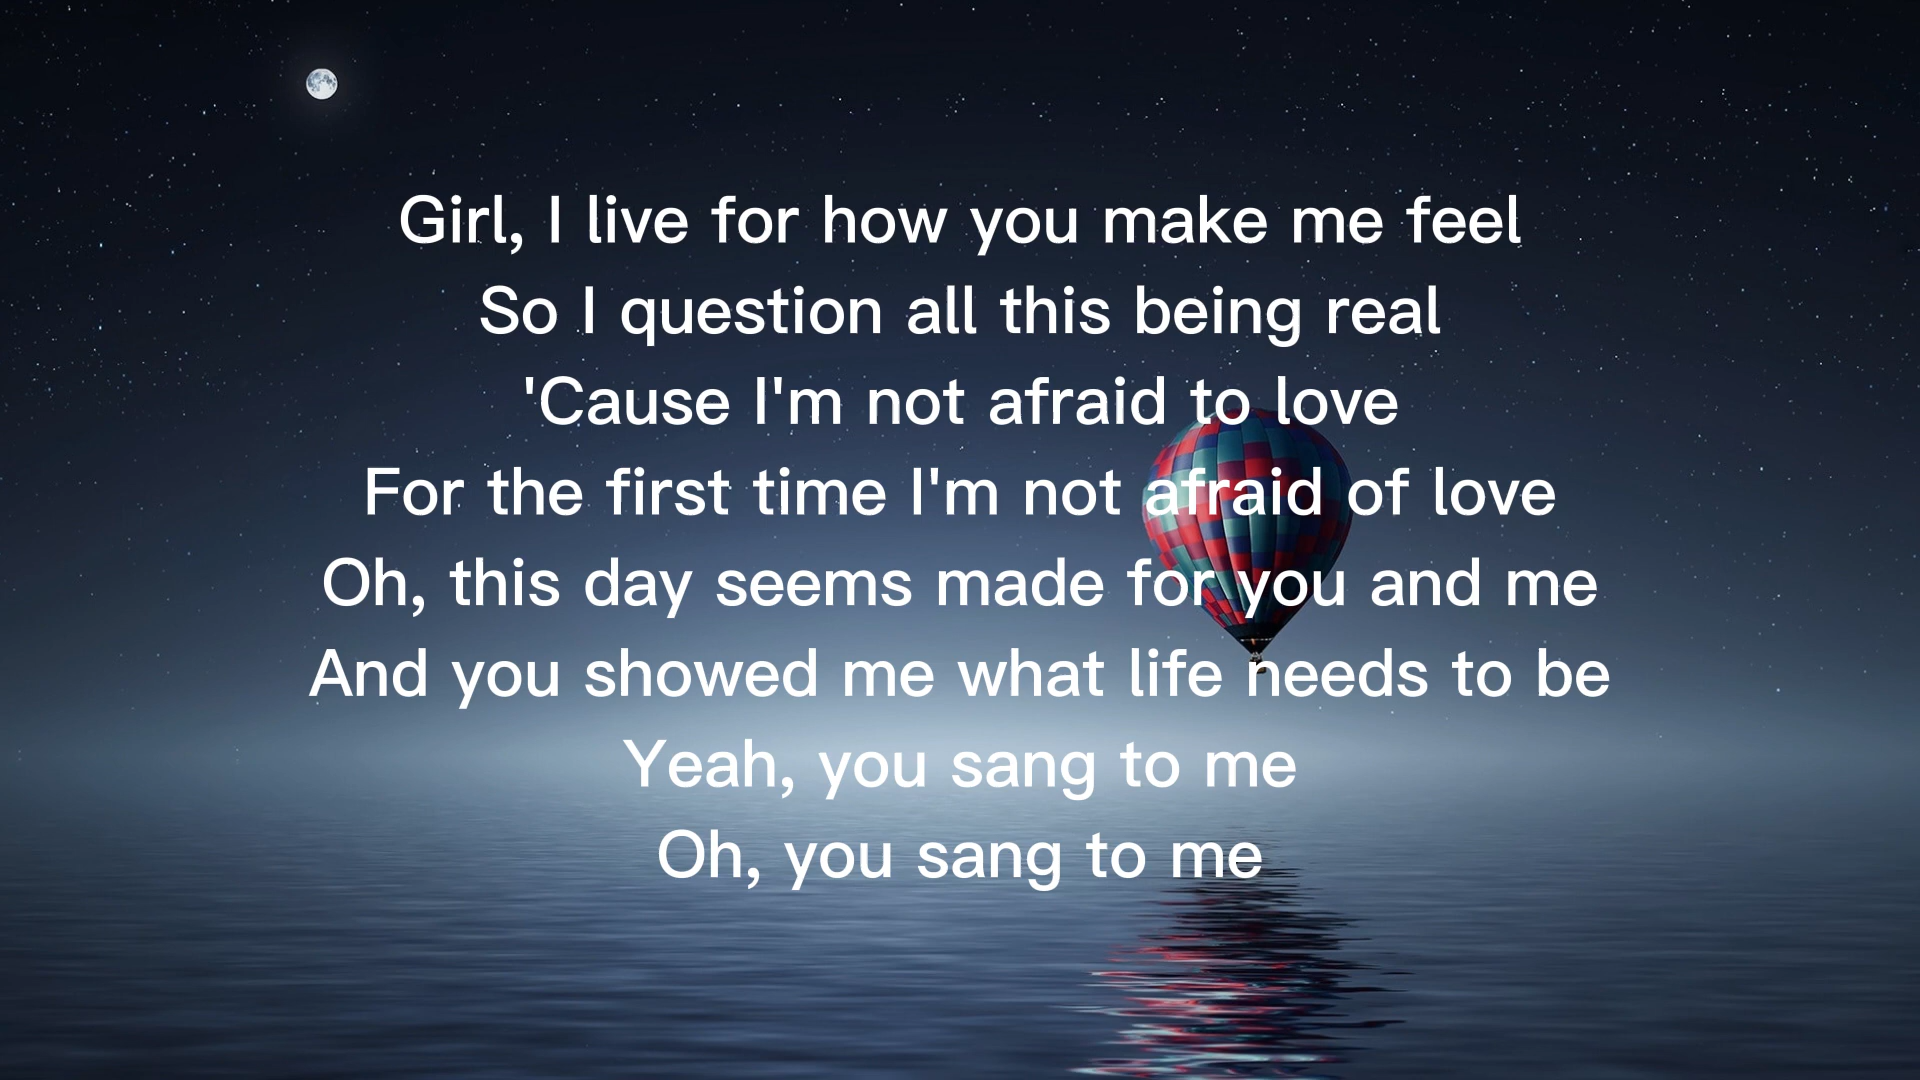 Girl, I live for how you make me feel
So I question all this being real
'Cause I'm not afraid to love
For the first time I'm not afraid of love
Oh, this day seems made for you and me
And you showed me what life needs to be
Yeah, you sang to me
Oh, you sang to me